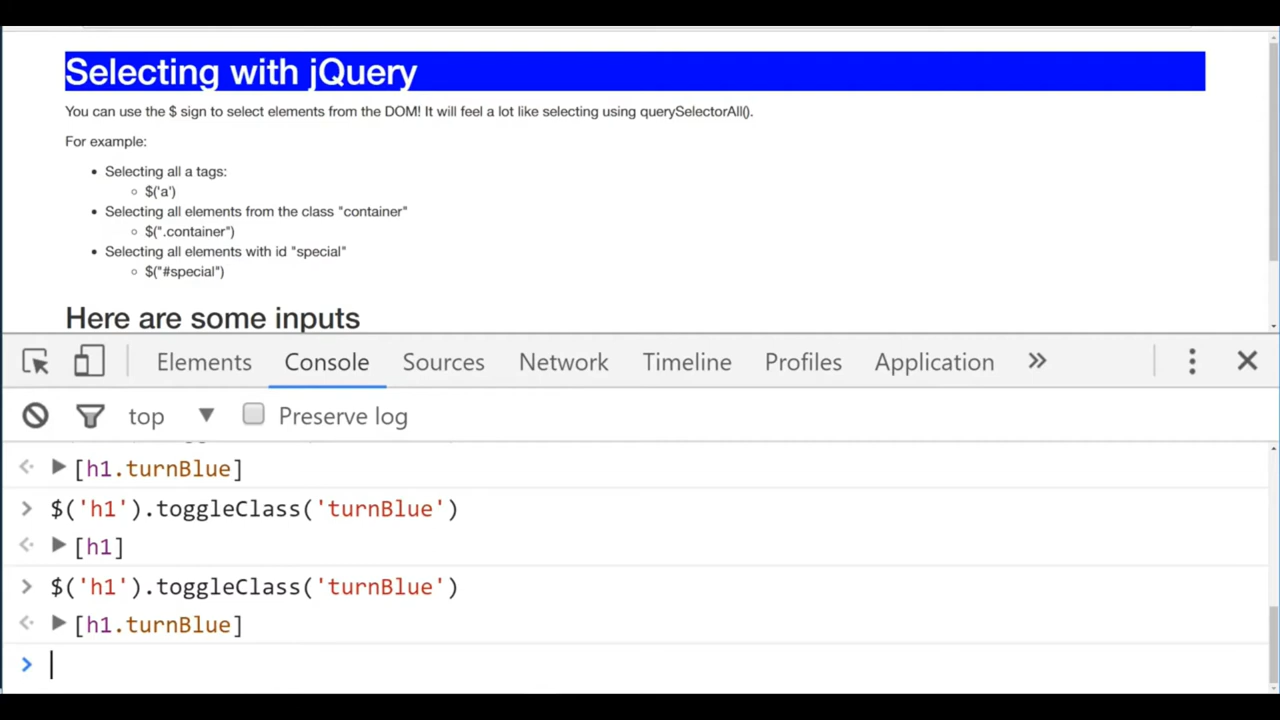 Selecting with jQuery
You can use the $ sign to select elements from the DOM! It will feel a lot like selecting using querySelectorAll().
For example:
Selecting all a tags:
$('a')
Selecting all elements from the class "container"
$(".container")
Selecting all elements with id "special"
$("#special")
Here are some inputs
Elements Console Sources Network Timeline Profiles Application »
top Preserve log
[h1.turnBlue]
> $('h1').toggleClass('turnBlue')
[h1]
> $('h1').toggleClass('turnBlue')
[h1.turnBlue]
>